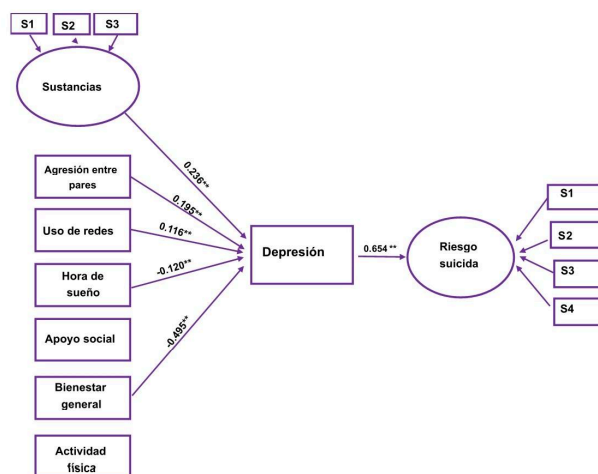 S1
S2
S3
Sustancias
0.236**
Agresión entre
pares
0.195**
Uso de redes
0.116**
Hora de
sueño
-0.120**
Apoyo social
Bienestar
general
-0.495**
Actividad
física
Depresión
0.654 **
Riesgo
suicida
S1
S2
S3
S4